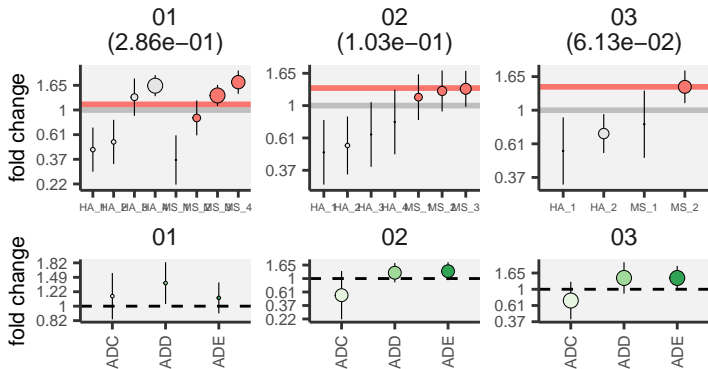 01
(2.86e−01)
02
(1.03e−01)
03
(6.13e−02)
fold change
1.65
1
0.61
0.37
0.22
HA_1
HA_2
HA_3
HA_4
MS_1
MS_2
MS_3
MS_4
1.65
1
0.61
0.37
HA_1
HA_2
HA_3
HA_4
MS_1
MS_2
MS_3
1.65
1
0.61
0.37
HA_1
HA_2
MS_1
MS_2
01
02
03
fold change
1.82
1.49
1.22
1
0.82
ADC
ADD
ADE
1.65
1
0.61
0.37
0.22
ADC
ADD
ADE
1.65
1
0.61
0.37
ADC
ADD
ADE